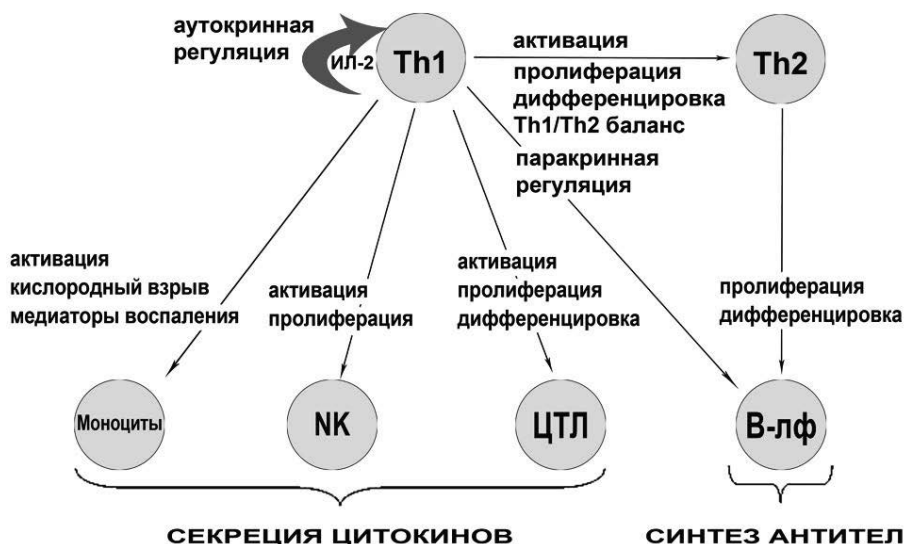 аутокринная
регуляция
ИЛ-2
Th1
активация
пролиферация
дифференцировка
Th1/Th2 баланс
Th2
паракринная
регуляция
активация
кислородный взрыв
медиаторы воспаления
активация
пролиферация
активация
пролиферация
дифференцировка
пролиферация
дифференцировка
Моноциты
NK
ЦТЛ
В-лф
СЕКРЕЦИЯ ЦИТОКИНОВ
СИНТЕЗ АНТИТЕЛ